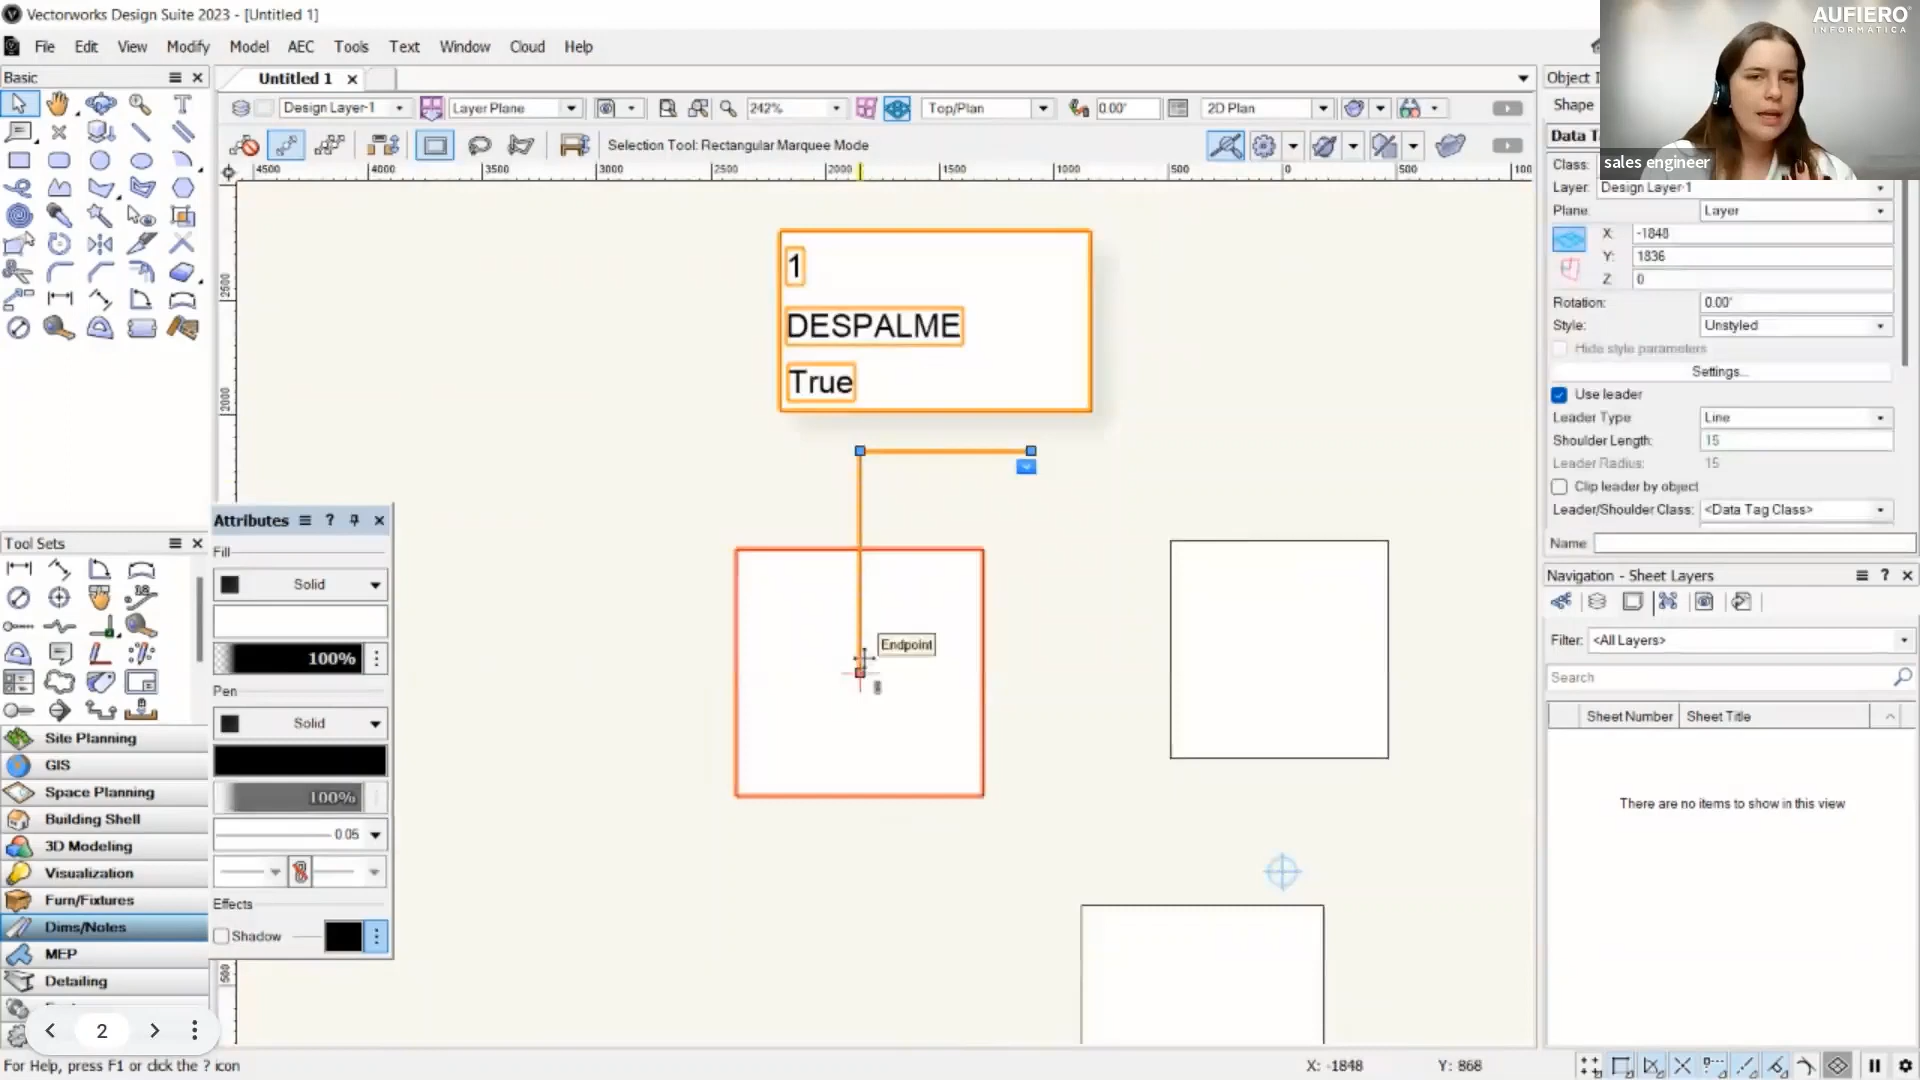 Vectorworks Design Suite 2023 - [Untitled 1]
File Edit View Modify Model AEC Tools Text Window Cloud Help
AUFIERO
INFORMATICA
sales engineer
Basic
Untitled 1
Design Layer-1
Layer Plane
242%
Top/Plan
0.00°
2D Plan
Selection Tool: Rectangular Marquee Mode
4500 4000 3500 3000 2500 2000 1500 1000 500 0 500 100
2500
2000
500
1
DESPALME
True
Endpoint
Tool Sets
Site Planning
GIS
Space Planning
Building Shell
3D Modeling
Visualization
Furn/Fixtures
Dims/Notes
MEP
Detailing
2
Attributes
Fill
Solid
100%
Pen
Solid
100%
0.05
Effects
Shadow
Shape
Class:
Layer: Design Layer-1
Plane: Layer
X: -1848
Y: 1836
Z: 0
Rotation: 0.00°
Style: Unstyled
Hide style parameters
Settings...
Use leader
Leader Type Line
Shoulder Length: 15
Leader Radius: 15
Clip leader by object
Leader/Shoulder Class: <Data Tag Class>
Name
Navigation - Sheet Layers
Filter: <All Layers>
Search
Sheet Number Sheet Title
There are no items to show in this view
For Help, press F1 or click the ? icon
X: -1848 Y: 868